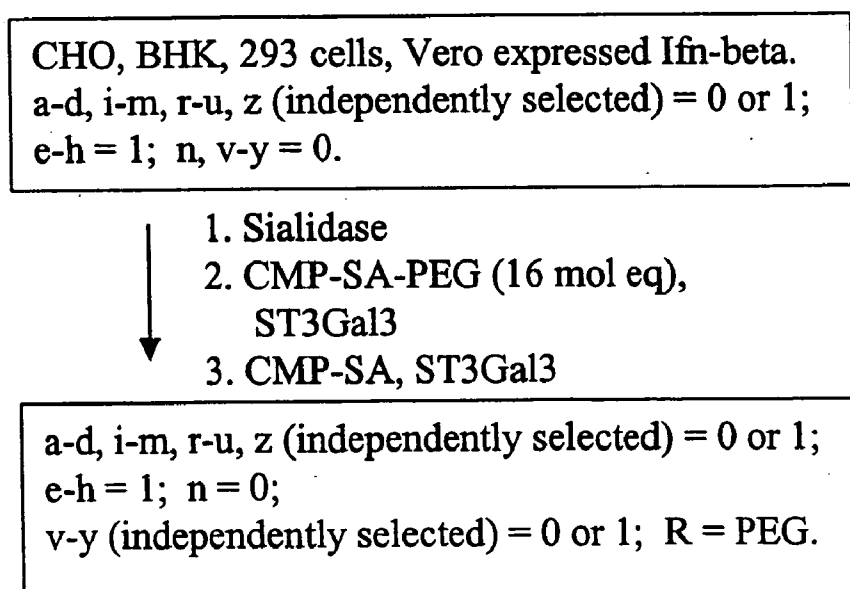 CHO, BHK, 293 cells, Vero expressed Ifn-beta.
a-d, i-m, r-u, z (independently selected) = 0 or 1;
e-h = 1; n, v-y = 0.
1. Sialidase
2. CMP-SA-PEG (16 mol eq),
ST3Gal3
3. CMP-SA, ST3Gal3
a-d, i-m, r-u, z (independently selected) = 0 or 1;
e-h = 1; n = 0;
v-y (independently selected) = 0 or 1; R = PEG.